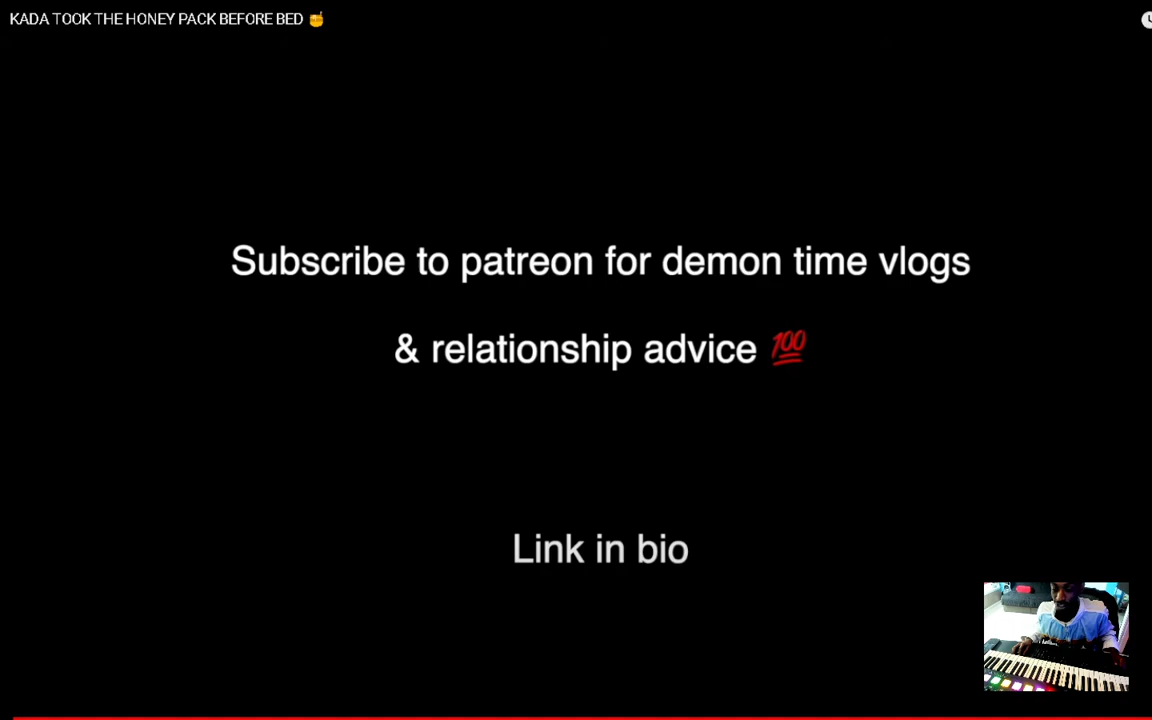 KADA TOOK THE HONEY PACK BEFORE BED 🍯
Subscribe to patreon for demon time vlogs
& relationship advice 💯
Link in bio